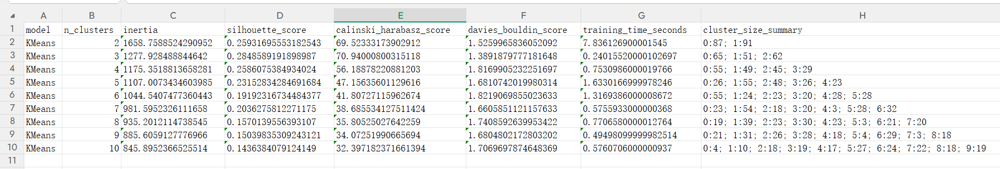 A B C D E F G H
1 model n_clusters inertia silhouette_score calinski_harabasz_score davies_bouldin_score training_time_seconds cluster_size_summary
2 KMeans 2 1658.7588524290952 0.25931695553182543 69.52333173902912 1.5259965836052092 7.836126900001545 0:87; 1:91
3 KMeans 3 1277.928488844642 0.2848589191898987 70.94000800315118 1.3891879777181648 0.24015520000102697 0:65; 1:51; 2:62
4 KMeans 4 1175.3518813658281 0.2586075384934024 56.18878220881203 1.8169905232251697 0.7530986000019766 0:55; 1:49; 2:45; 3:29
5 KMeans 5 1107.0073434603985 0.23152834284691684 47.15635601129616 1.6810742019980314 1.6330166999978246 0:26; 1:55; 2:48; 3:26; 4:23
6 KMeans 6 1044.5407477360443 0.19192316734484377 41.80727115962674 1.8219069855023633 1.3169386000008672 0:55; 1:24; 2:23; 3:20; 4:28; 5:28
7 KMeans 7 981.5952326111658 0.2036275812271175 38.685534127511424 1.6605851121157633 0.5755933000000368 0:23; 1:54; 2:18; 3:20; 4:3; 5:28; 6:32
8 KMeans 8 935.2012114738545 0.1570139556393107 35.80525027642259 1.7408592639953422 0.7706580000012764 0:19; 1:39; 2:23; 3:30; 4:23; 5:3; 6:21; 7:20
9 KMeans 9 885.6059127776966 0.15039835309243121 34.07251990665694 1.6804802172803202 0.49498099999982514 0:21; 1:31; 2:26; 3:28; 4:18; 5:4; 6:29; 7:3; 8:18
10 KMeans 10 845.8952366525514 0.1436384079124149 32.397182371661394 1.7069697874648369 0.5760706000000937 0:4; 1:10; 2:18; 3:19; 4:17; 5:27; 6:24; 7:22; 8:18; 9:19
11